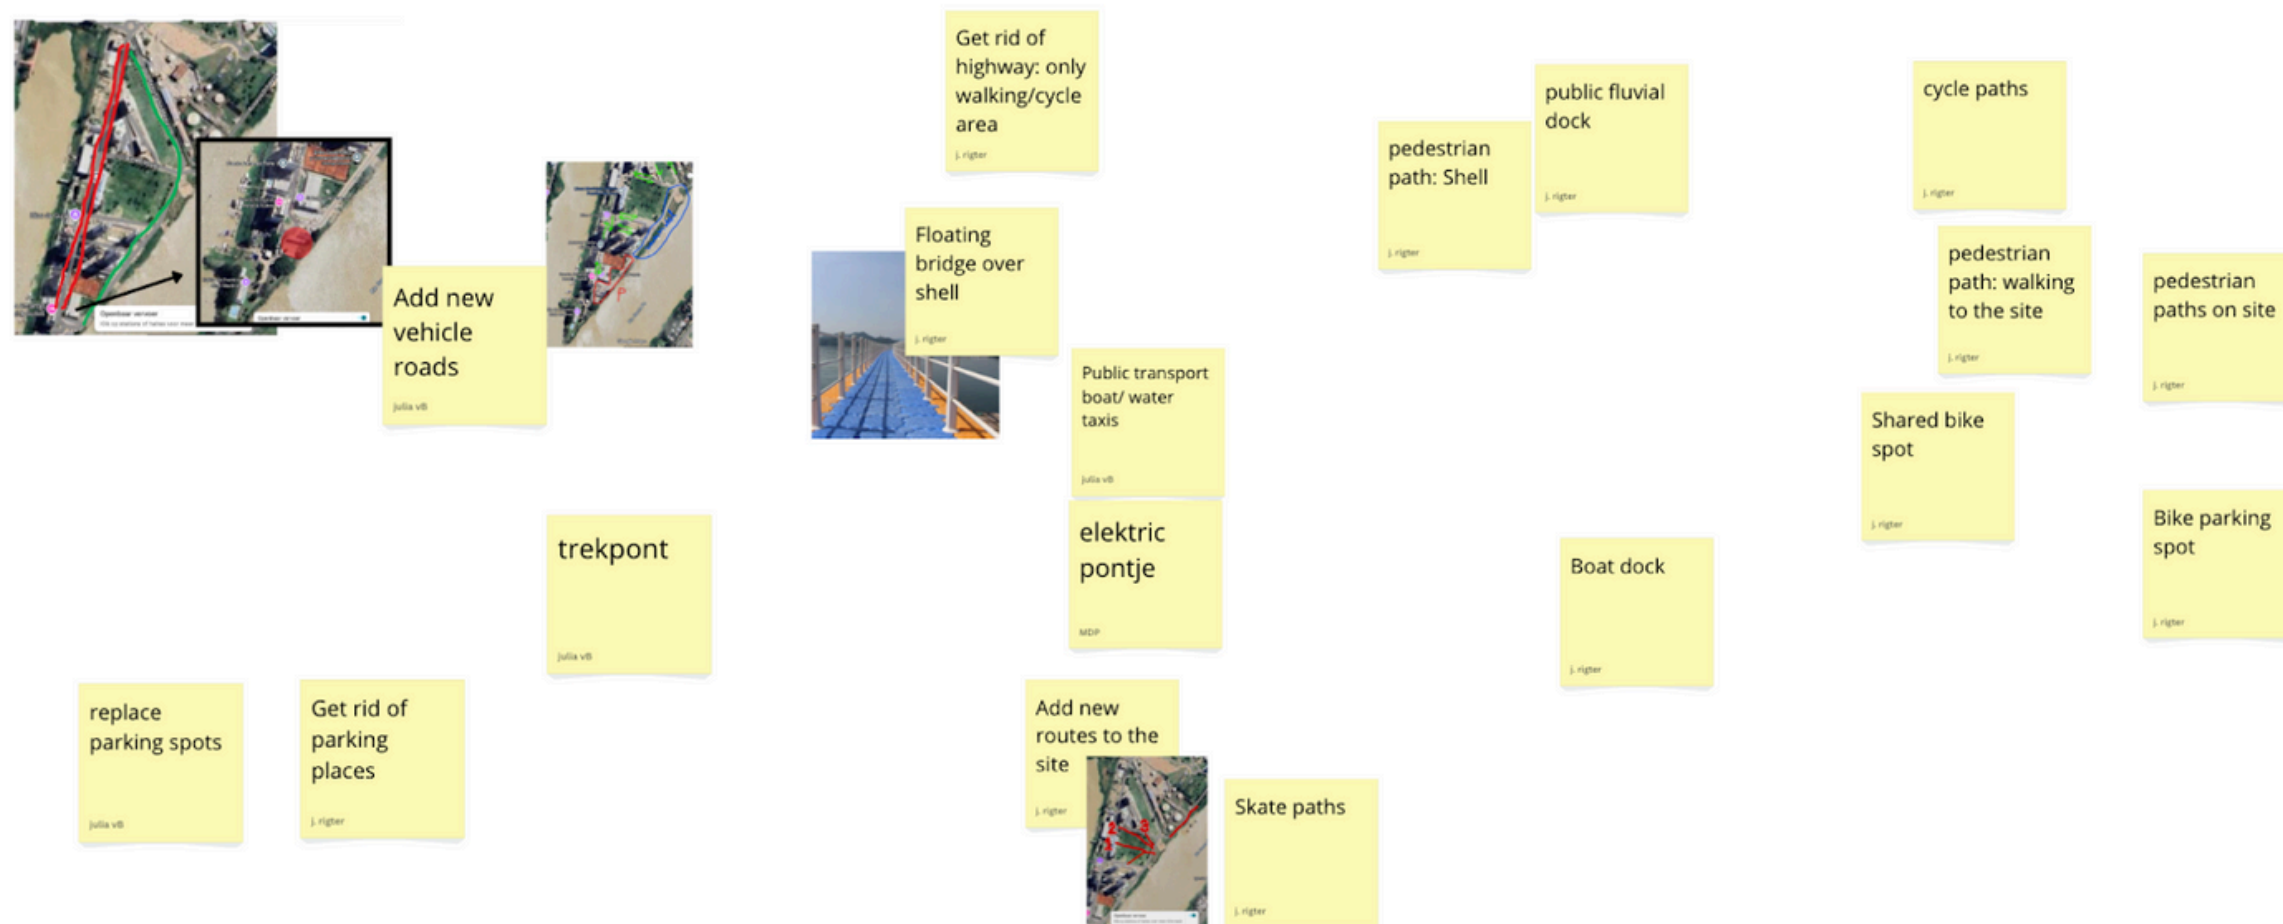 Get rid of
highway: only
walking/cycle
area
j. rigter
public fluvial
dock
j. rigter
cycle paths
j. rigter
pedestrian
path: Shell
j. rigter
Floating
bridge over
shell
j. rigter
pedestrian
path: walking
to the site
j. rigter
pedestrian
paths on site
j. rigter
Add new
vehicle
roads
julia vB
Openbaar vervoer
Openbaar vervoer
P
Public transport
boat/ water
taxis
julia vB
Shared bike
spot
j. rigter
trekpont
julia vB
elektric
pontje
MDP
Boat dock
j. rigter
Bike parking
spot
j. rigter
replace
parking spots
julia vB
Get rid of
parking
places
j. rigter
Add new
routes to the
site
j. rigter
Skate paths
j. rigter